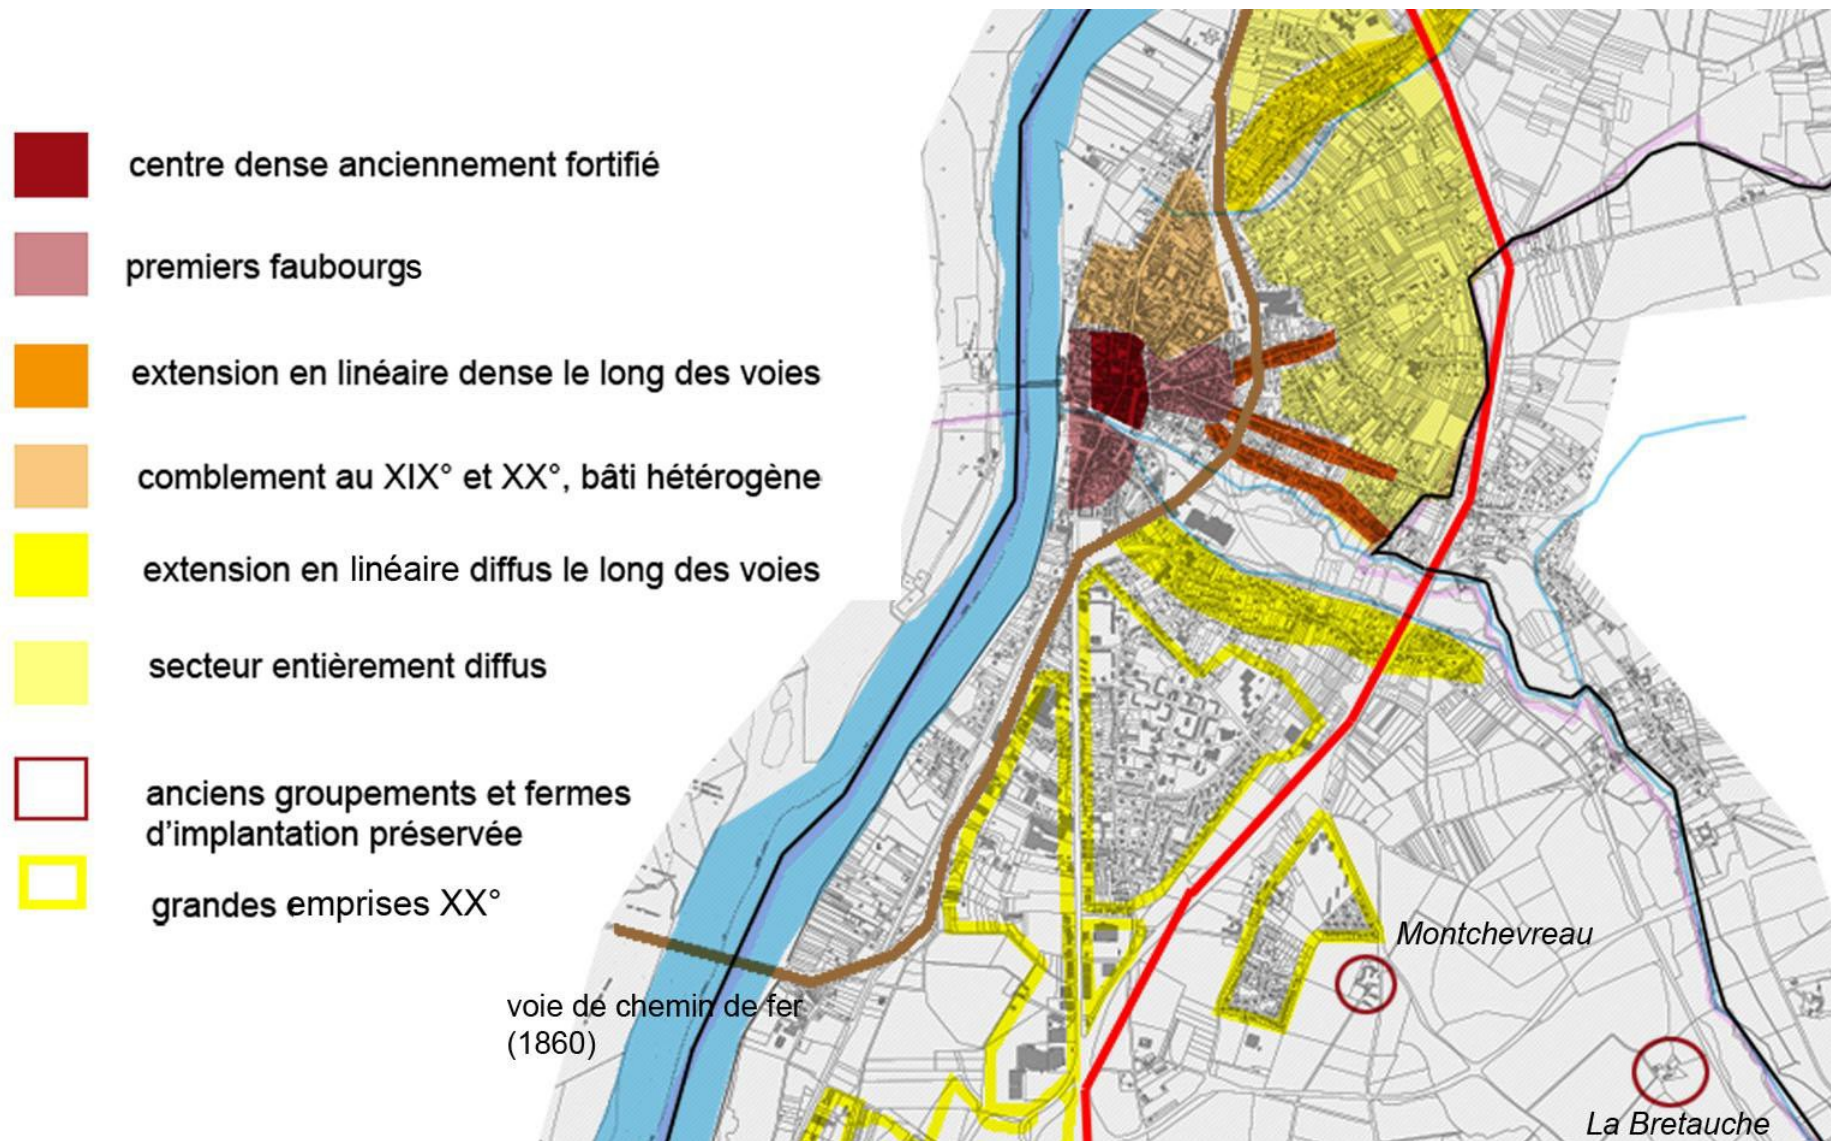 centre dense anciennement fortifié
premiers faubourgs
extension en linéaire dense le long des voies
comblement au XIX° et XX°, bâti hétérogène
extension en linéaire diffus le long des voies
secteur entièrement diffus
anciens groupements et fermes
d'implantation préservée
grandes emprises XX°
Montchevreau
voie de chemin de fer
(1860)
La Bretauche